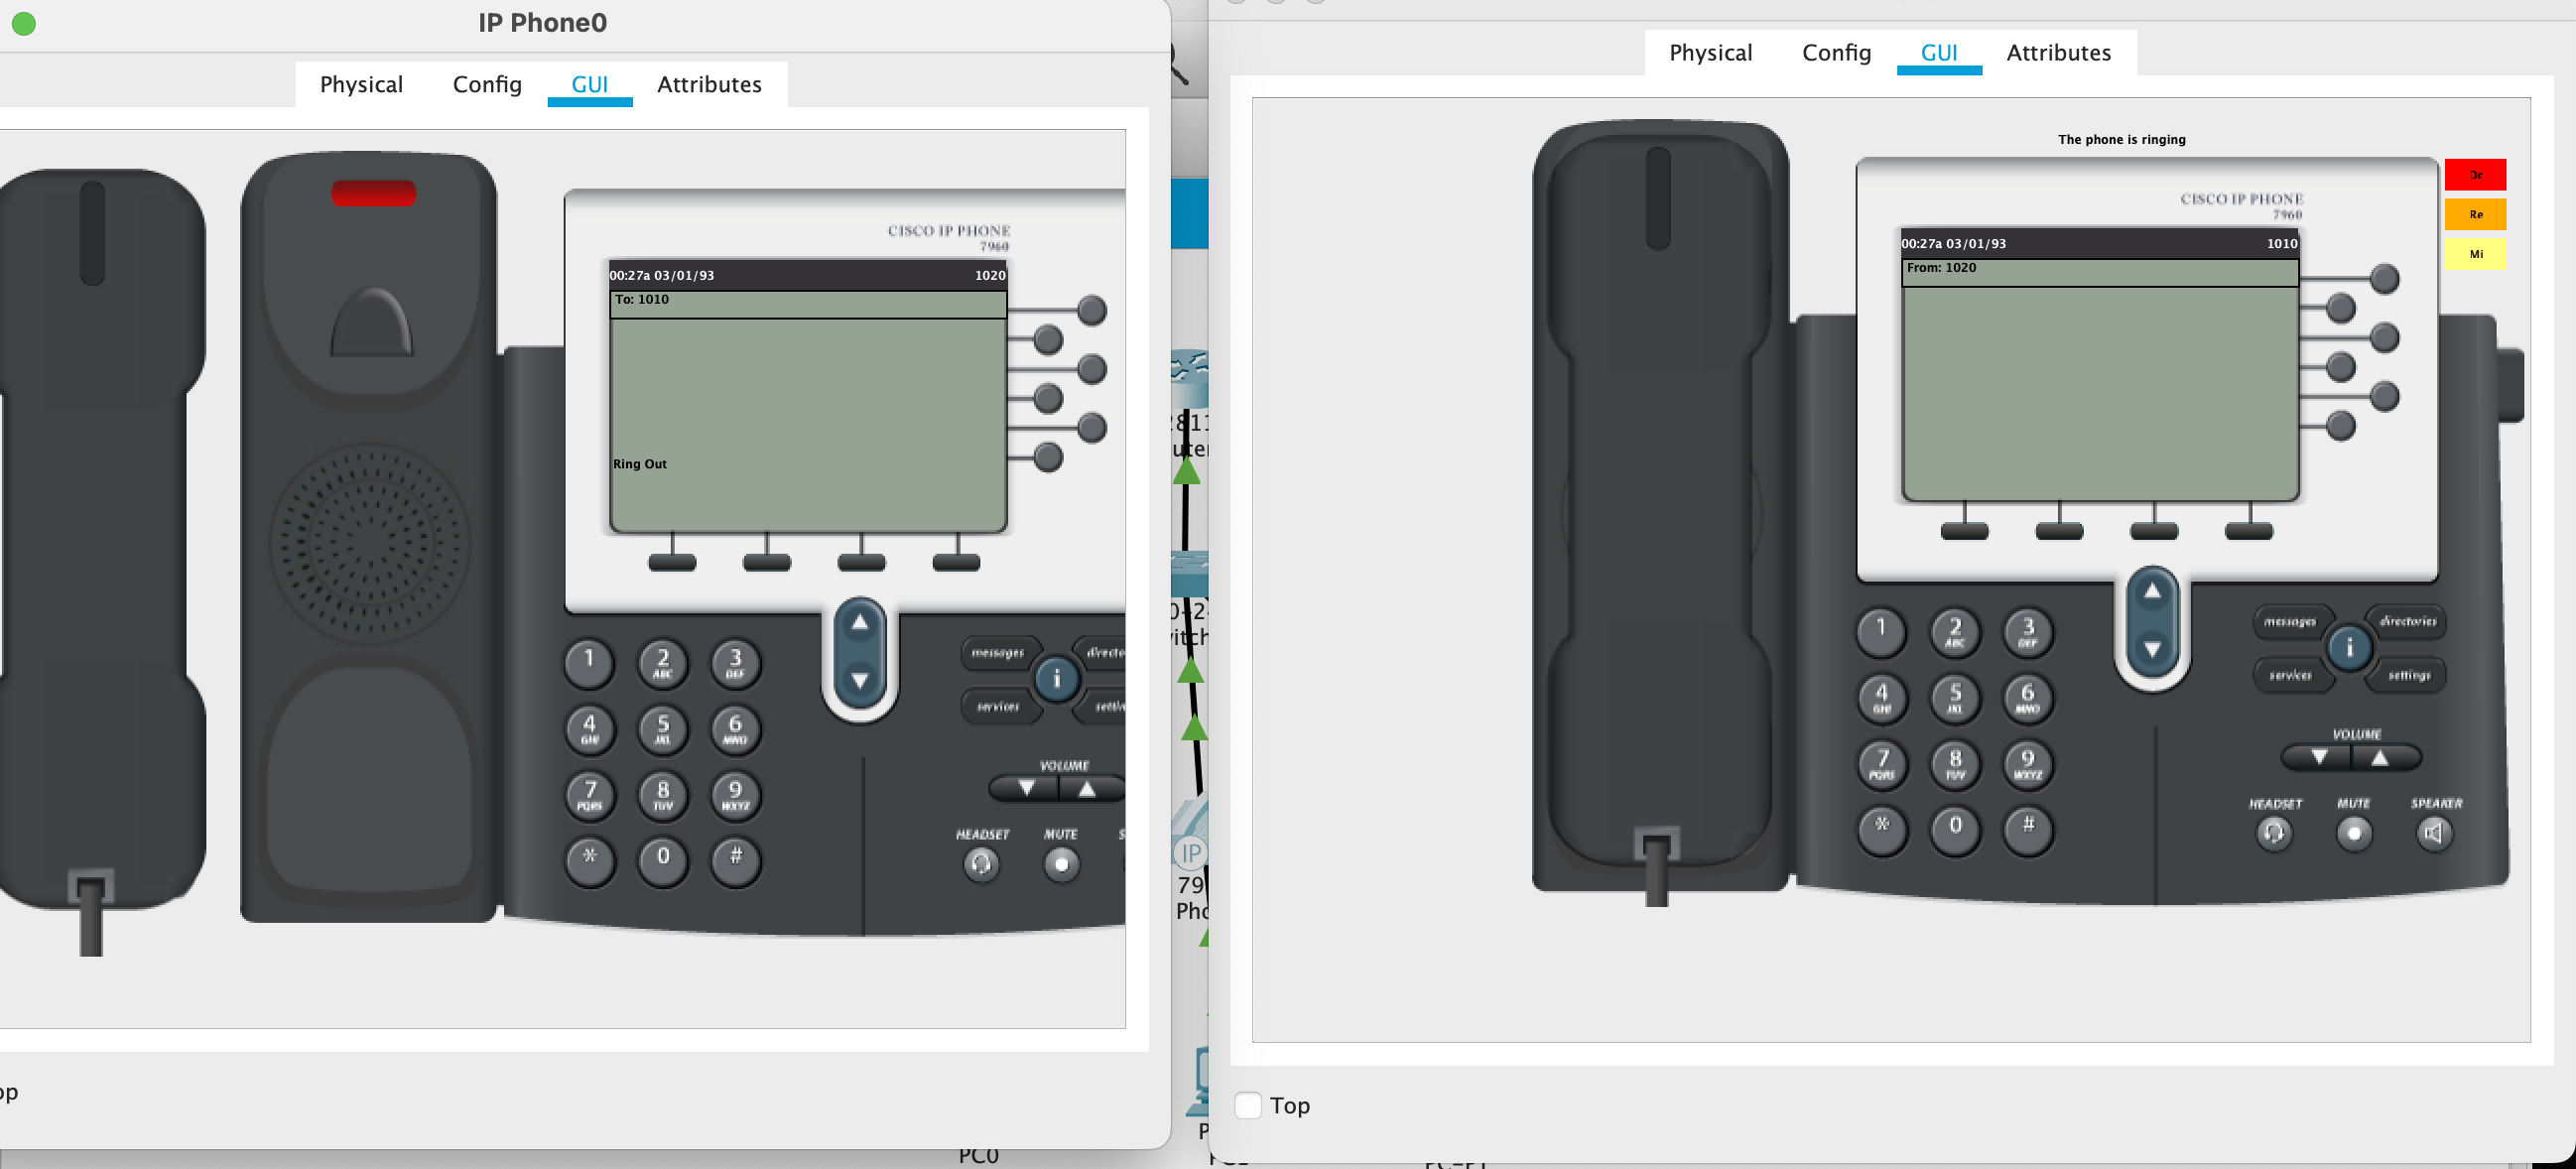 IP Phone0
Physical Config GUI Attributes
CISCO IP PHONE
7960
00:27a 03/01/93 1020
To: 1010
Ring Out
1 2 ABC 3 DEF
4 GHI 5 JKL 6 MNO
7 PQRS 8 TUV 9 WXYZ
* 0 #
messages directo
i
services settin
VOLUME
HEADSET MUTE S
op
PC0
281
uter
0-24
witch
IP
79
Pho
P
Physical Config GUI Attributes
The phone is ringing
Do
Re
Mi
CISCO IP PHONE
7960
00:27a 03/01/93 1010
From: 1020
1 2 ABC 3 DEF
4 GHI 5 JKL 6 MNO
7 PQRS 8 TUV 9 WXYZ
* 0 #
messages directories
i
services settings
VOLUME
HEADSET MUTE SPEAKER
Top